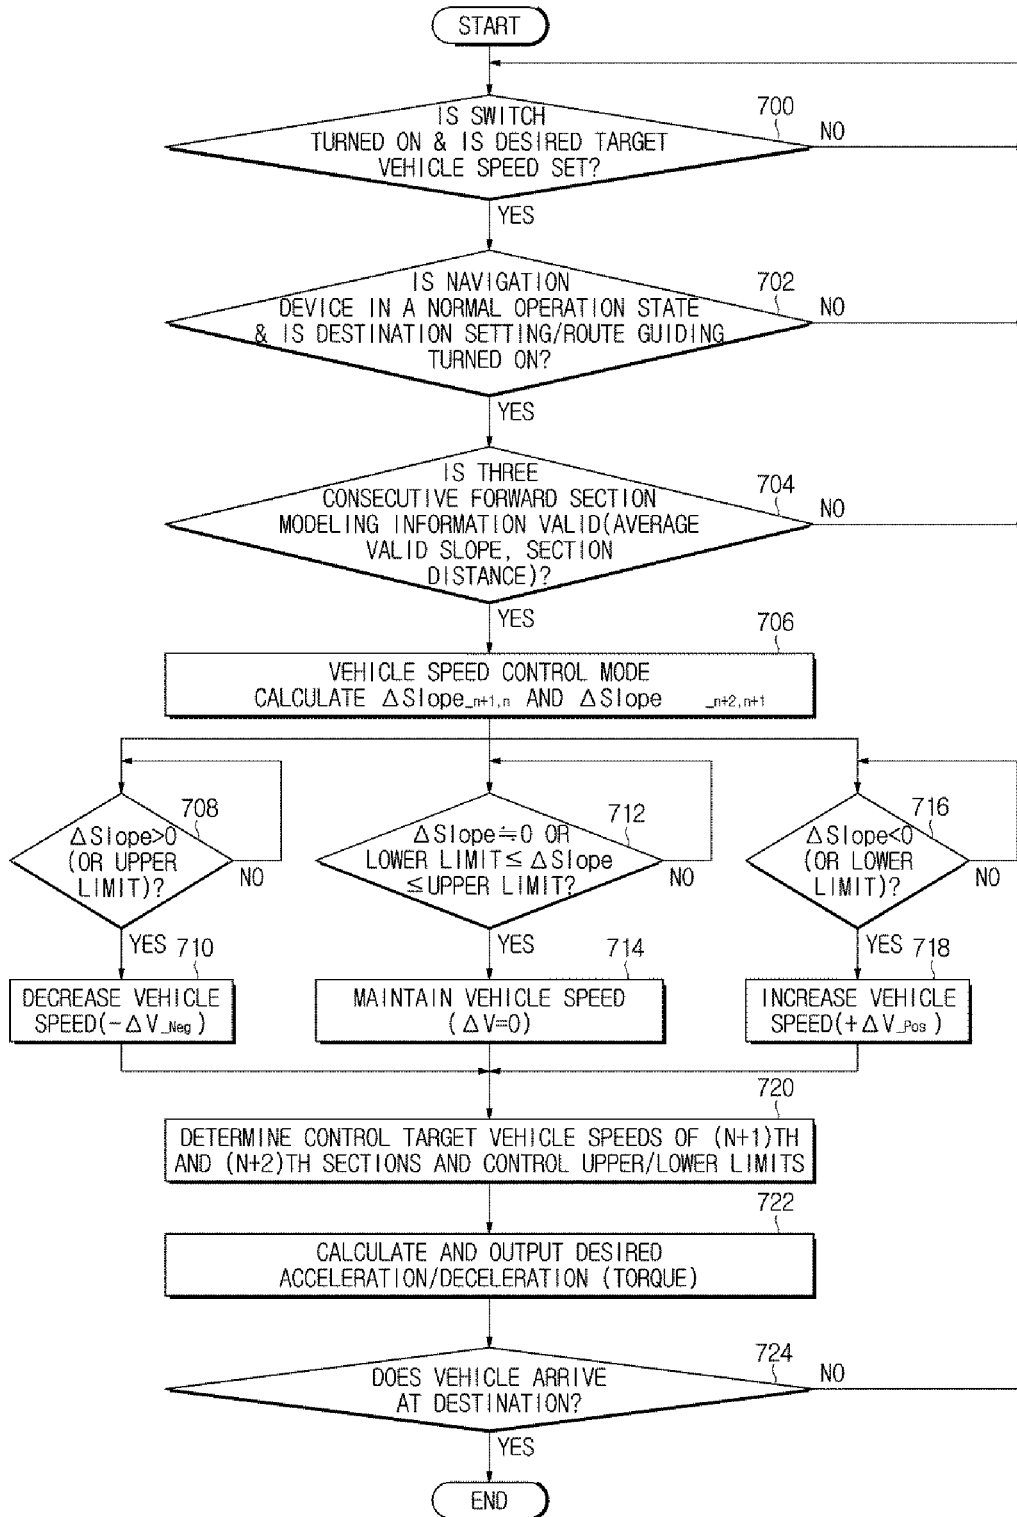 START
700
IS SWITCH
TURNED ON & IS DESIRED TARGET
VEHICLE SPEED SET?
NO
YES
702
IS NAVIGATION
DEVICE IN A NORMAL OPERATION STATE
& IS DESTINATION SETTING/ROUTE GUIDING
TURNED ON?
NO
YES
704
IS THREE
CONSECUTIVE FORWARD SECTION
MODELING INFORMATION VALID(AVERAGE
VALID SLOPE, SECTION
DISTANCE)?
NO
YES
706
VEHICLE SPEED CONTROL MODE
CALCULATE ΔSlope_n+1,n AND ΔSlope _n+2,n+1
708
ΔSlope>0
(OR UPPER
LIMIT)?
NO
YES
710
DECREASE VEHICLE
SPEED(-ΔV_Neg)
712
ΔSlope≒0 OR
LOWER LIMIT≤ΔSlope
≤UPPER LIMIT?
NO
YES
714
MAINTAIN VEHICLE SPEED
(ΔV=0)
716
ΔSlope<0
(OR LOWER
LIMIT)?
NO
YES
718
INCREASE VEHICLE
SPEED(+ΔV_Pos)
720
DETERMINE CONTROL TARGET VEHICLE SPEEDS OF (N+1)TH
AND (N+2)TH SECTIONS AND CONTROL UPPER/LOWER LIMITS
722
CALCULATE AND OUTPUT DESIRED
ACCELERATION/DECELERATION (TORQUE)
724
DOES VEHICLE ARRIVE
AT DESTINATION?
NO
YES
END